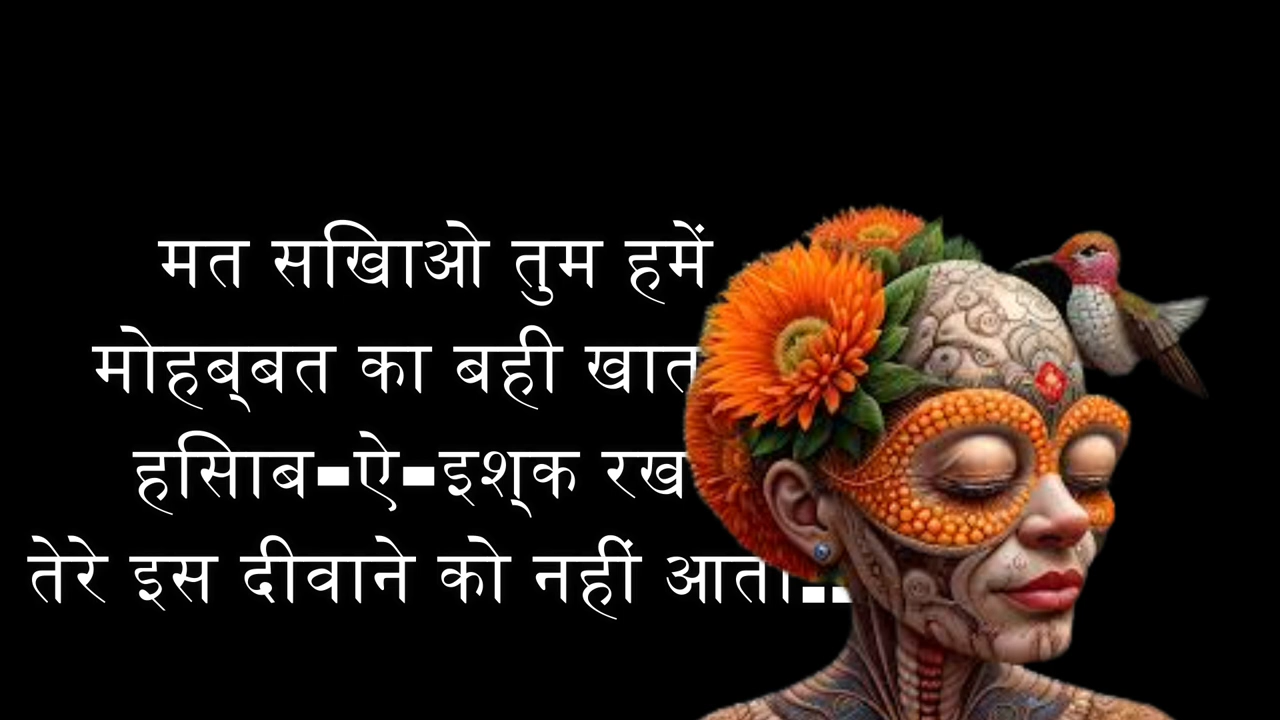 मत सखिाओ तुम हमें
मोहब्बत का बही खात
हसिाब-ऐ-इश्क रख
तेरे इस दीवाने को नहीं आता..